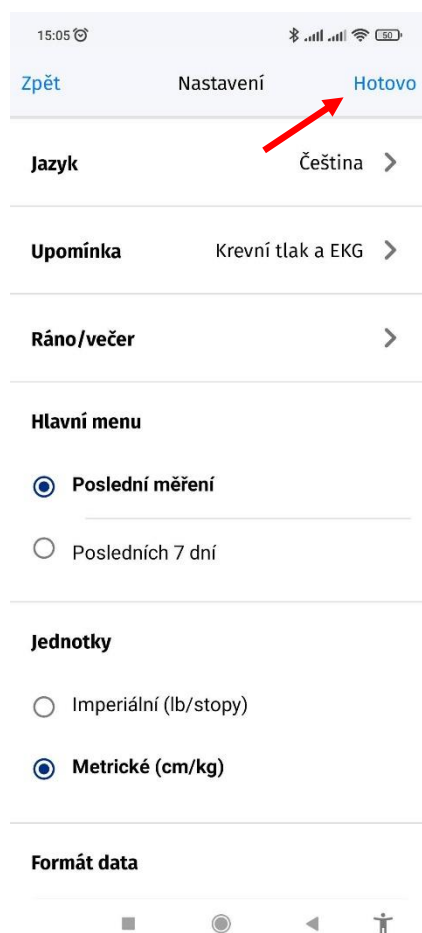 15:05 50
Zpět Nastavení Hotovo
Jazyk Čeština
Upomínka Krevní tlak a EKG
Ráno/večer
Hlavní menu
Poslední měření
Posledních 7 dní
Jednotky
Imperiální (lb/stopy)
Metrické (cm/kg)
Formát data